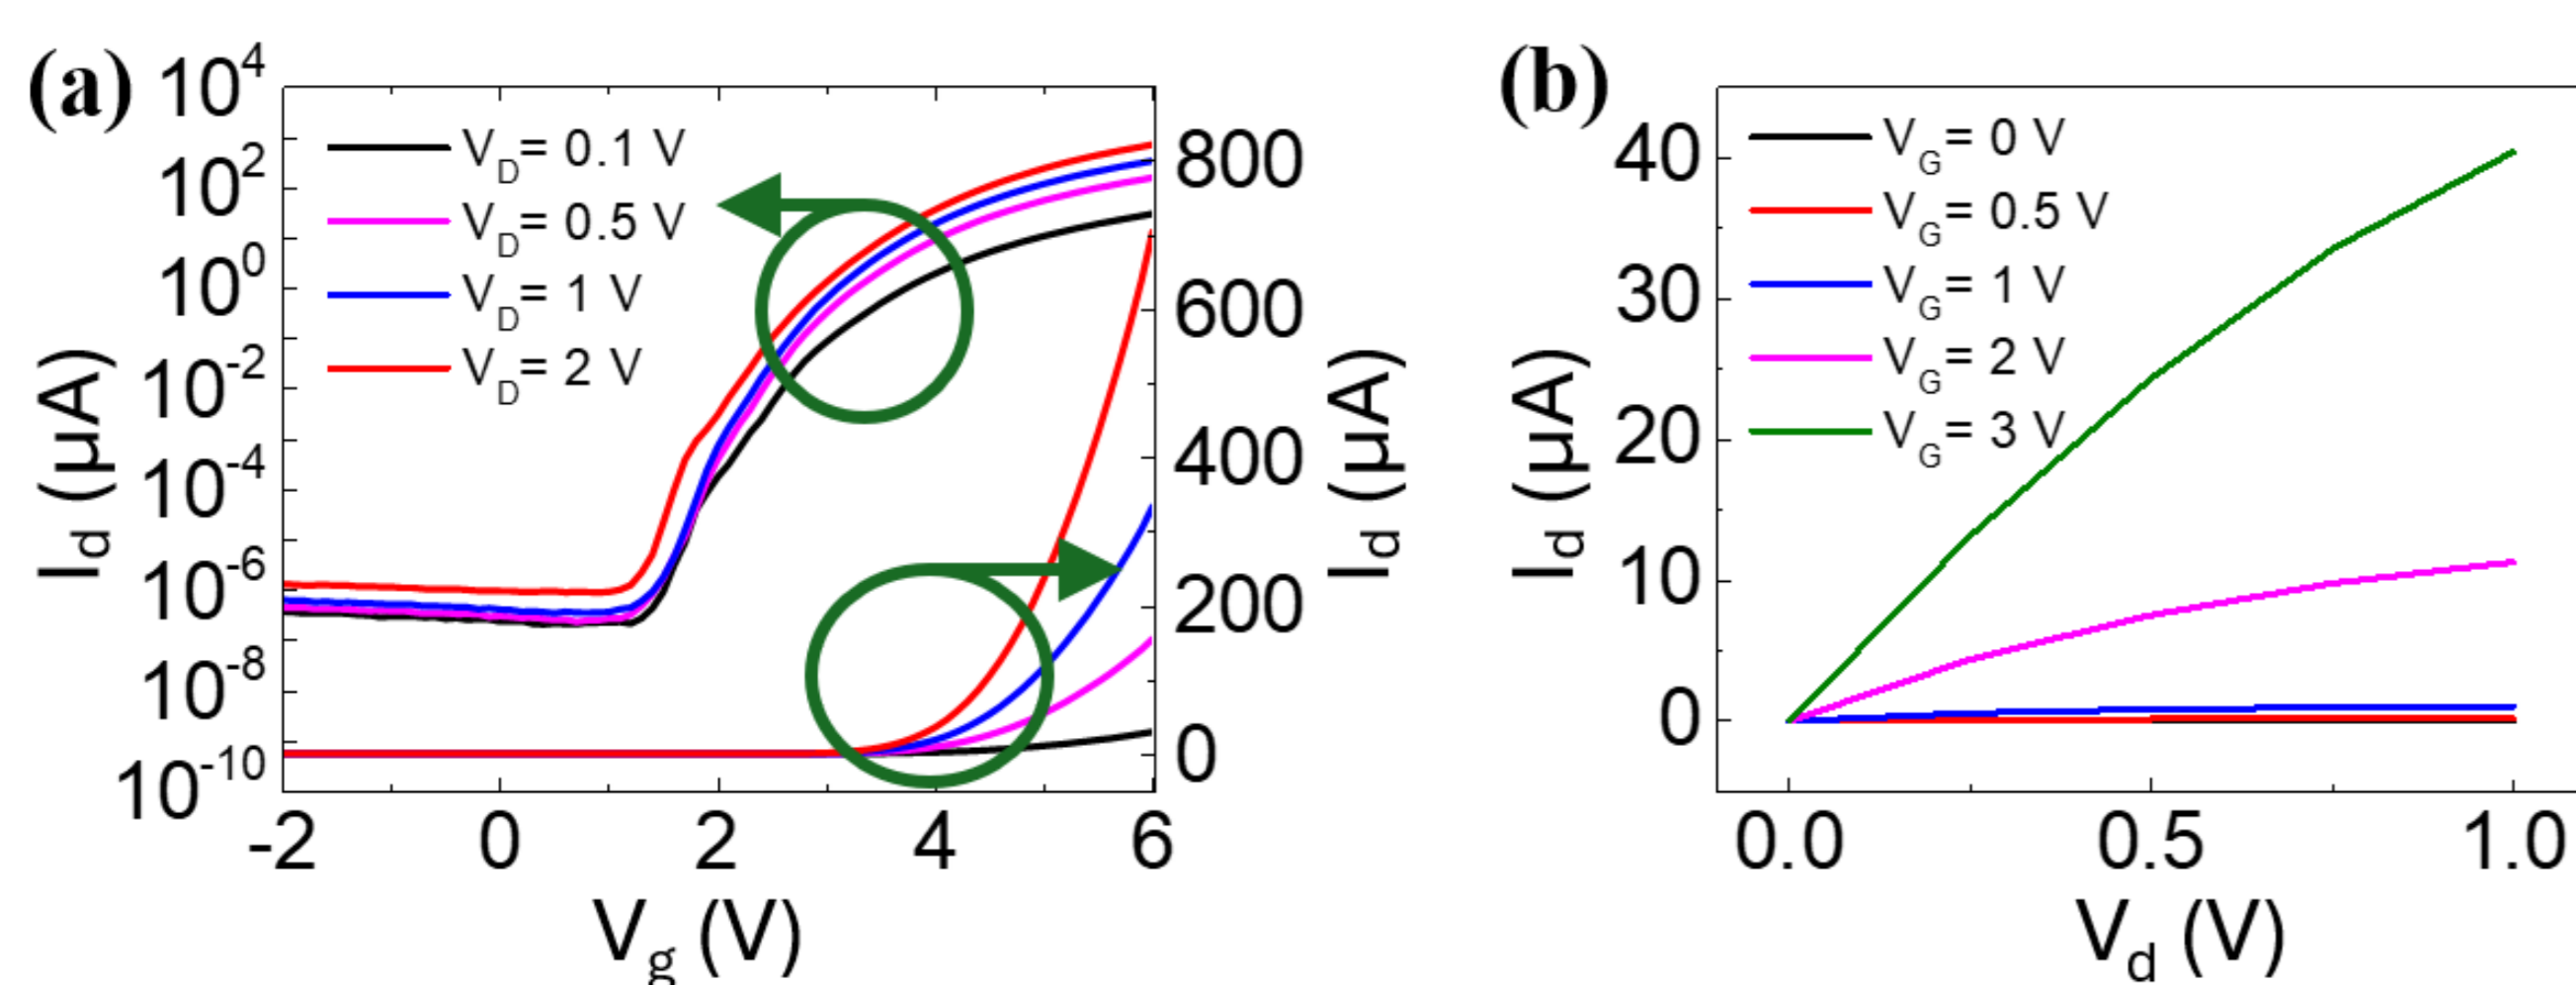 (a)
10^4
10^2
10^0
10^-2
10^-4
10^-6
10^-8
10^-10
I_d (µA)
V_D= 0.1 V
V_D= 0.5 V
V_D= 1 V
V_D= 2 V
800
600
400
200
0
I_d (µA)
-2 0 2 4 6
V_g (V)
(b)
40
30
20
10
0
I_d (µA)
V_G= 0 V
V_G= 0.5 V
V_G= 1 V
V_G= 2 V
V_G= 3 V
0.0 0.5 1.0
V_d (V)